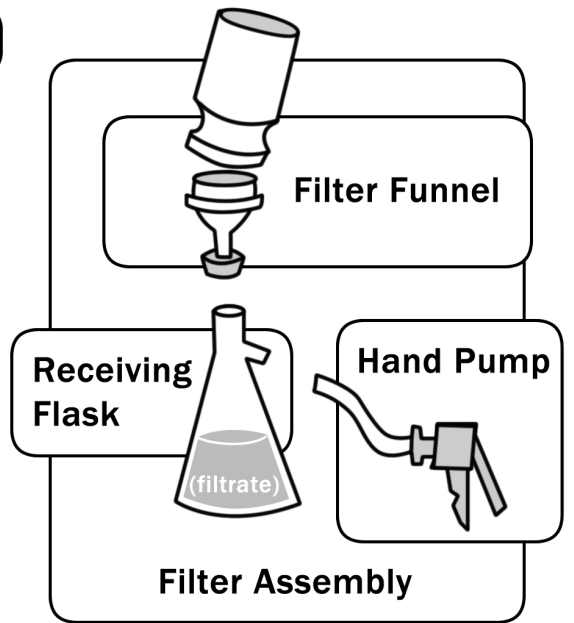 Filter Funnel
Receiving
Flask
Hand Pump
(filtrate)
Filter Assembly